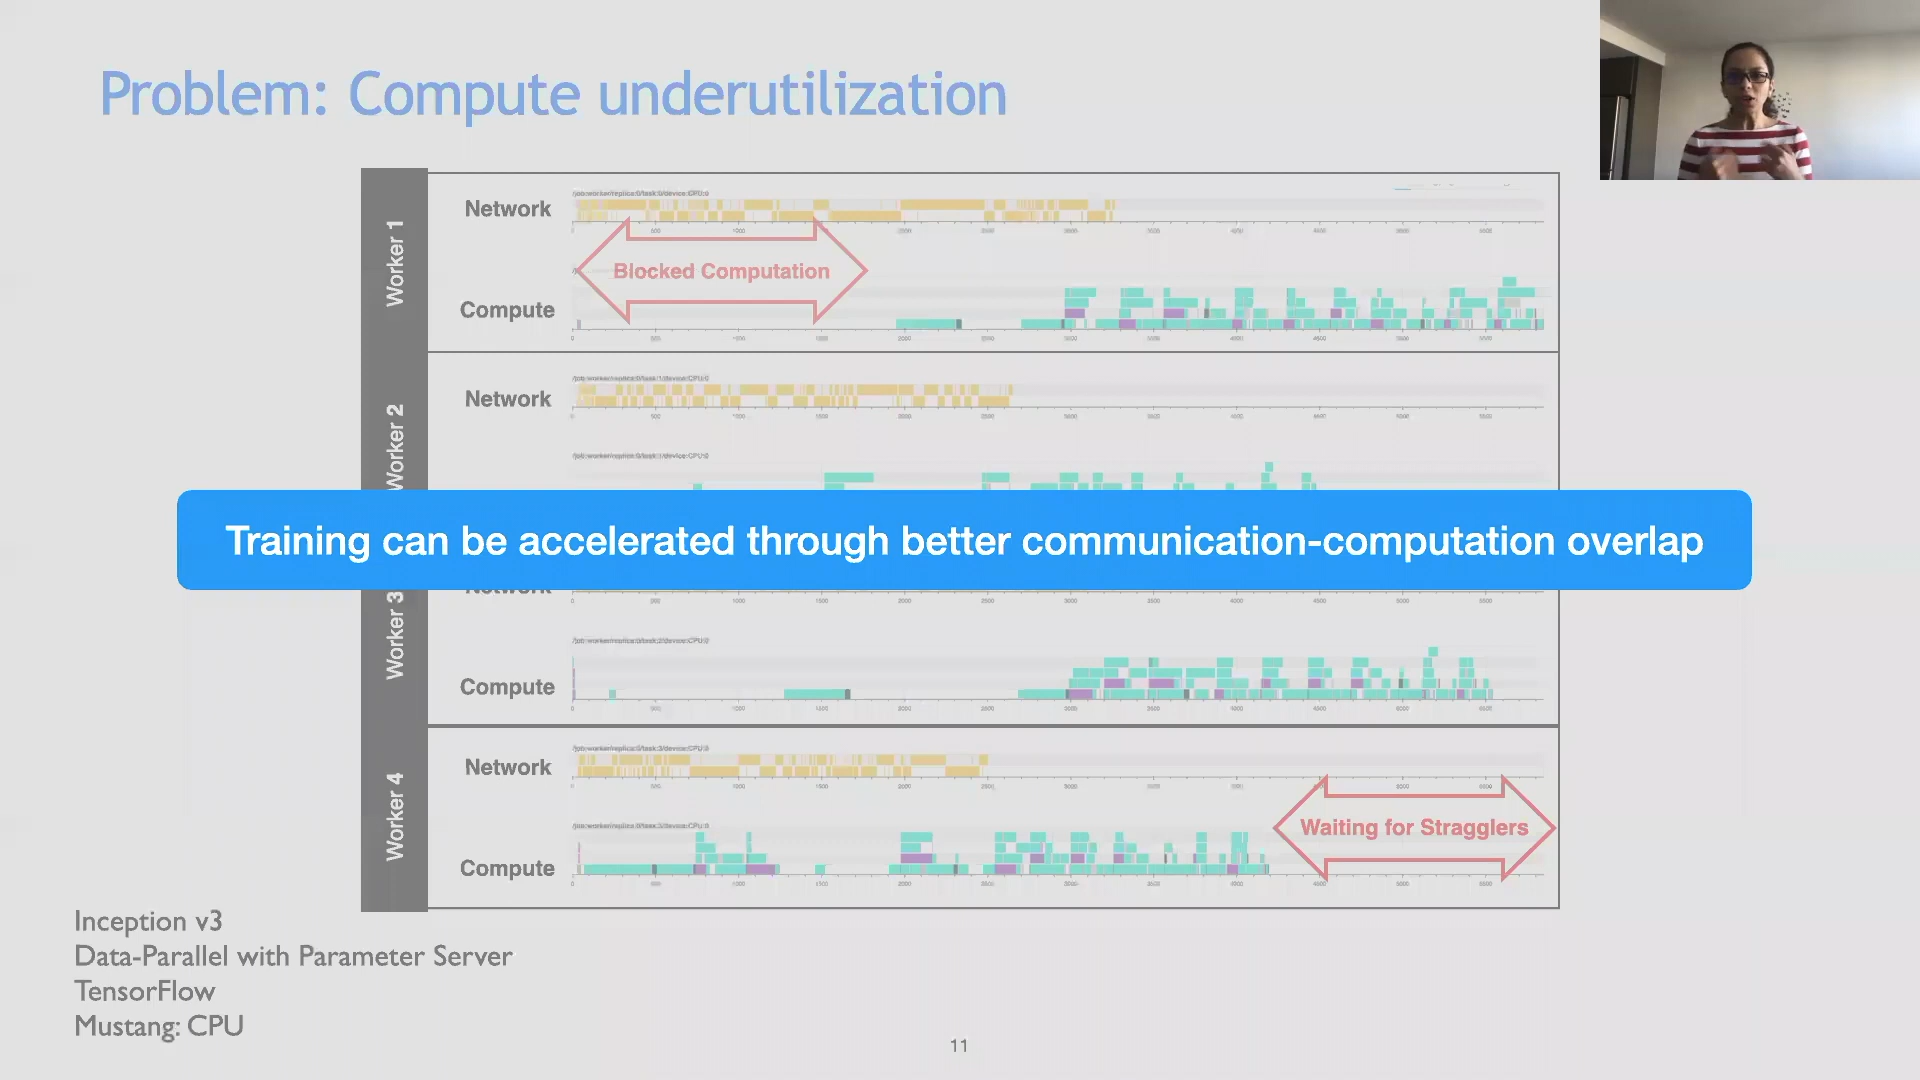 Problem: Compute underutilization
Worker 1
Network
Blocked Computation
Compute
Worker 2
Network
Training can be accelerated through better communication-computation overlap
Worker 3
Network
Compute
Worker 4
Network
Waiting for Stragglers
Compute
Inception v3
Data-Parallel with Parameter Server
TensorFlow
Mustang: CPU
11